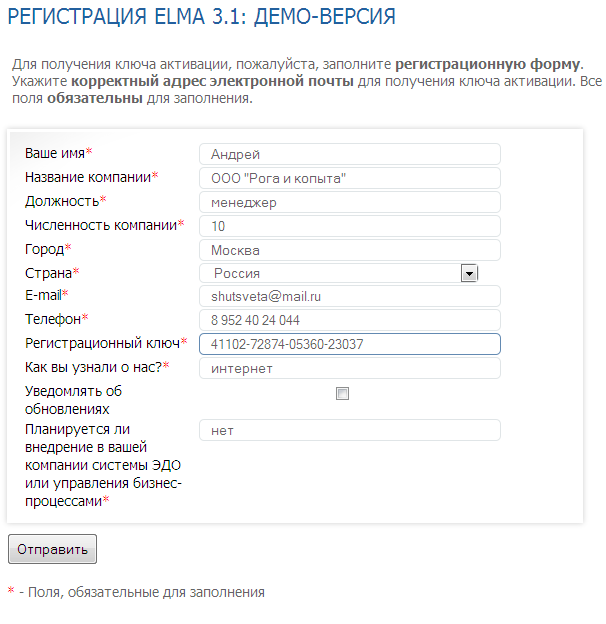 РЕГИСТРАЦИЯ ELMA 3.1: ДЕМО-ВЕРСИЯ
Для получения ключа активации, пожалуйста, заполните регистрационную форму.
Укажите корректный адрес электронной почты для получения ключа активации. Все
поля обязательны для заполнения.
Ваше имя* Андрей
Название компании* ООО "Рога и копыта"
Должность* менеджер
Численность компании* 10
Город* Москва
Страна* Россия
E-mail* shutsveta@mail.ru
Телефон* 8 952 40 24 044
Регистрационный ключ* 41102-72874-05360-23037
Как вы узнали о нас?* интернет
Уведомлять об
обновлениях
Планируется ли нет
внедрение в вашей
компании системы ЭДО
или управления бизнес-
процессами*
Отправить
* - Поля, обязательные для заполнения